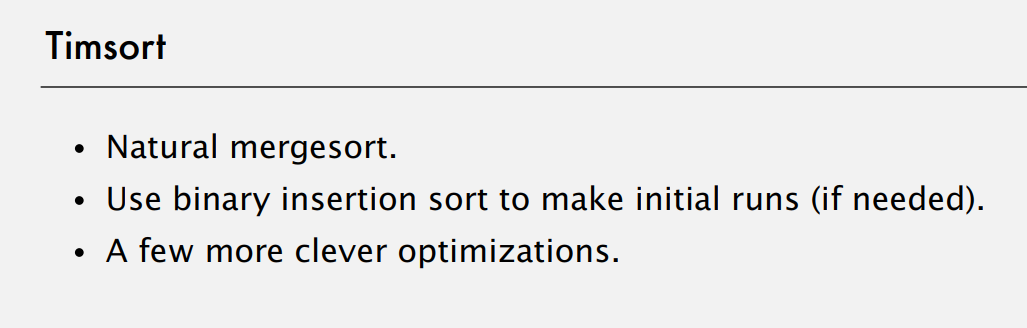 Timsort
• Natural mergesort.
• Use binary insertion sort to make initial runs (if needed).
• A few more clever optimizations.